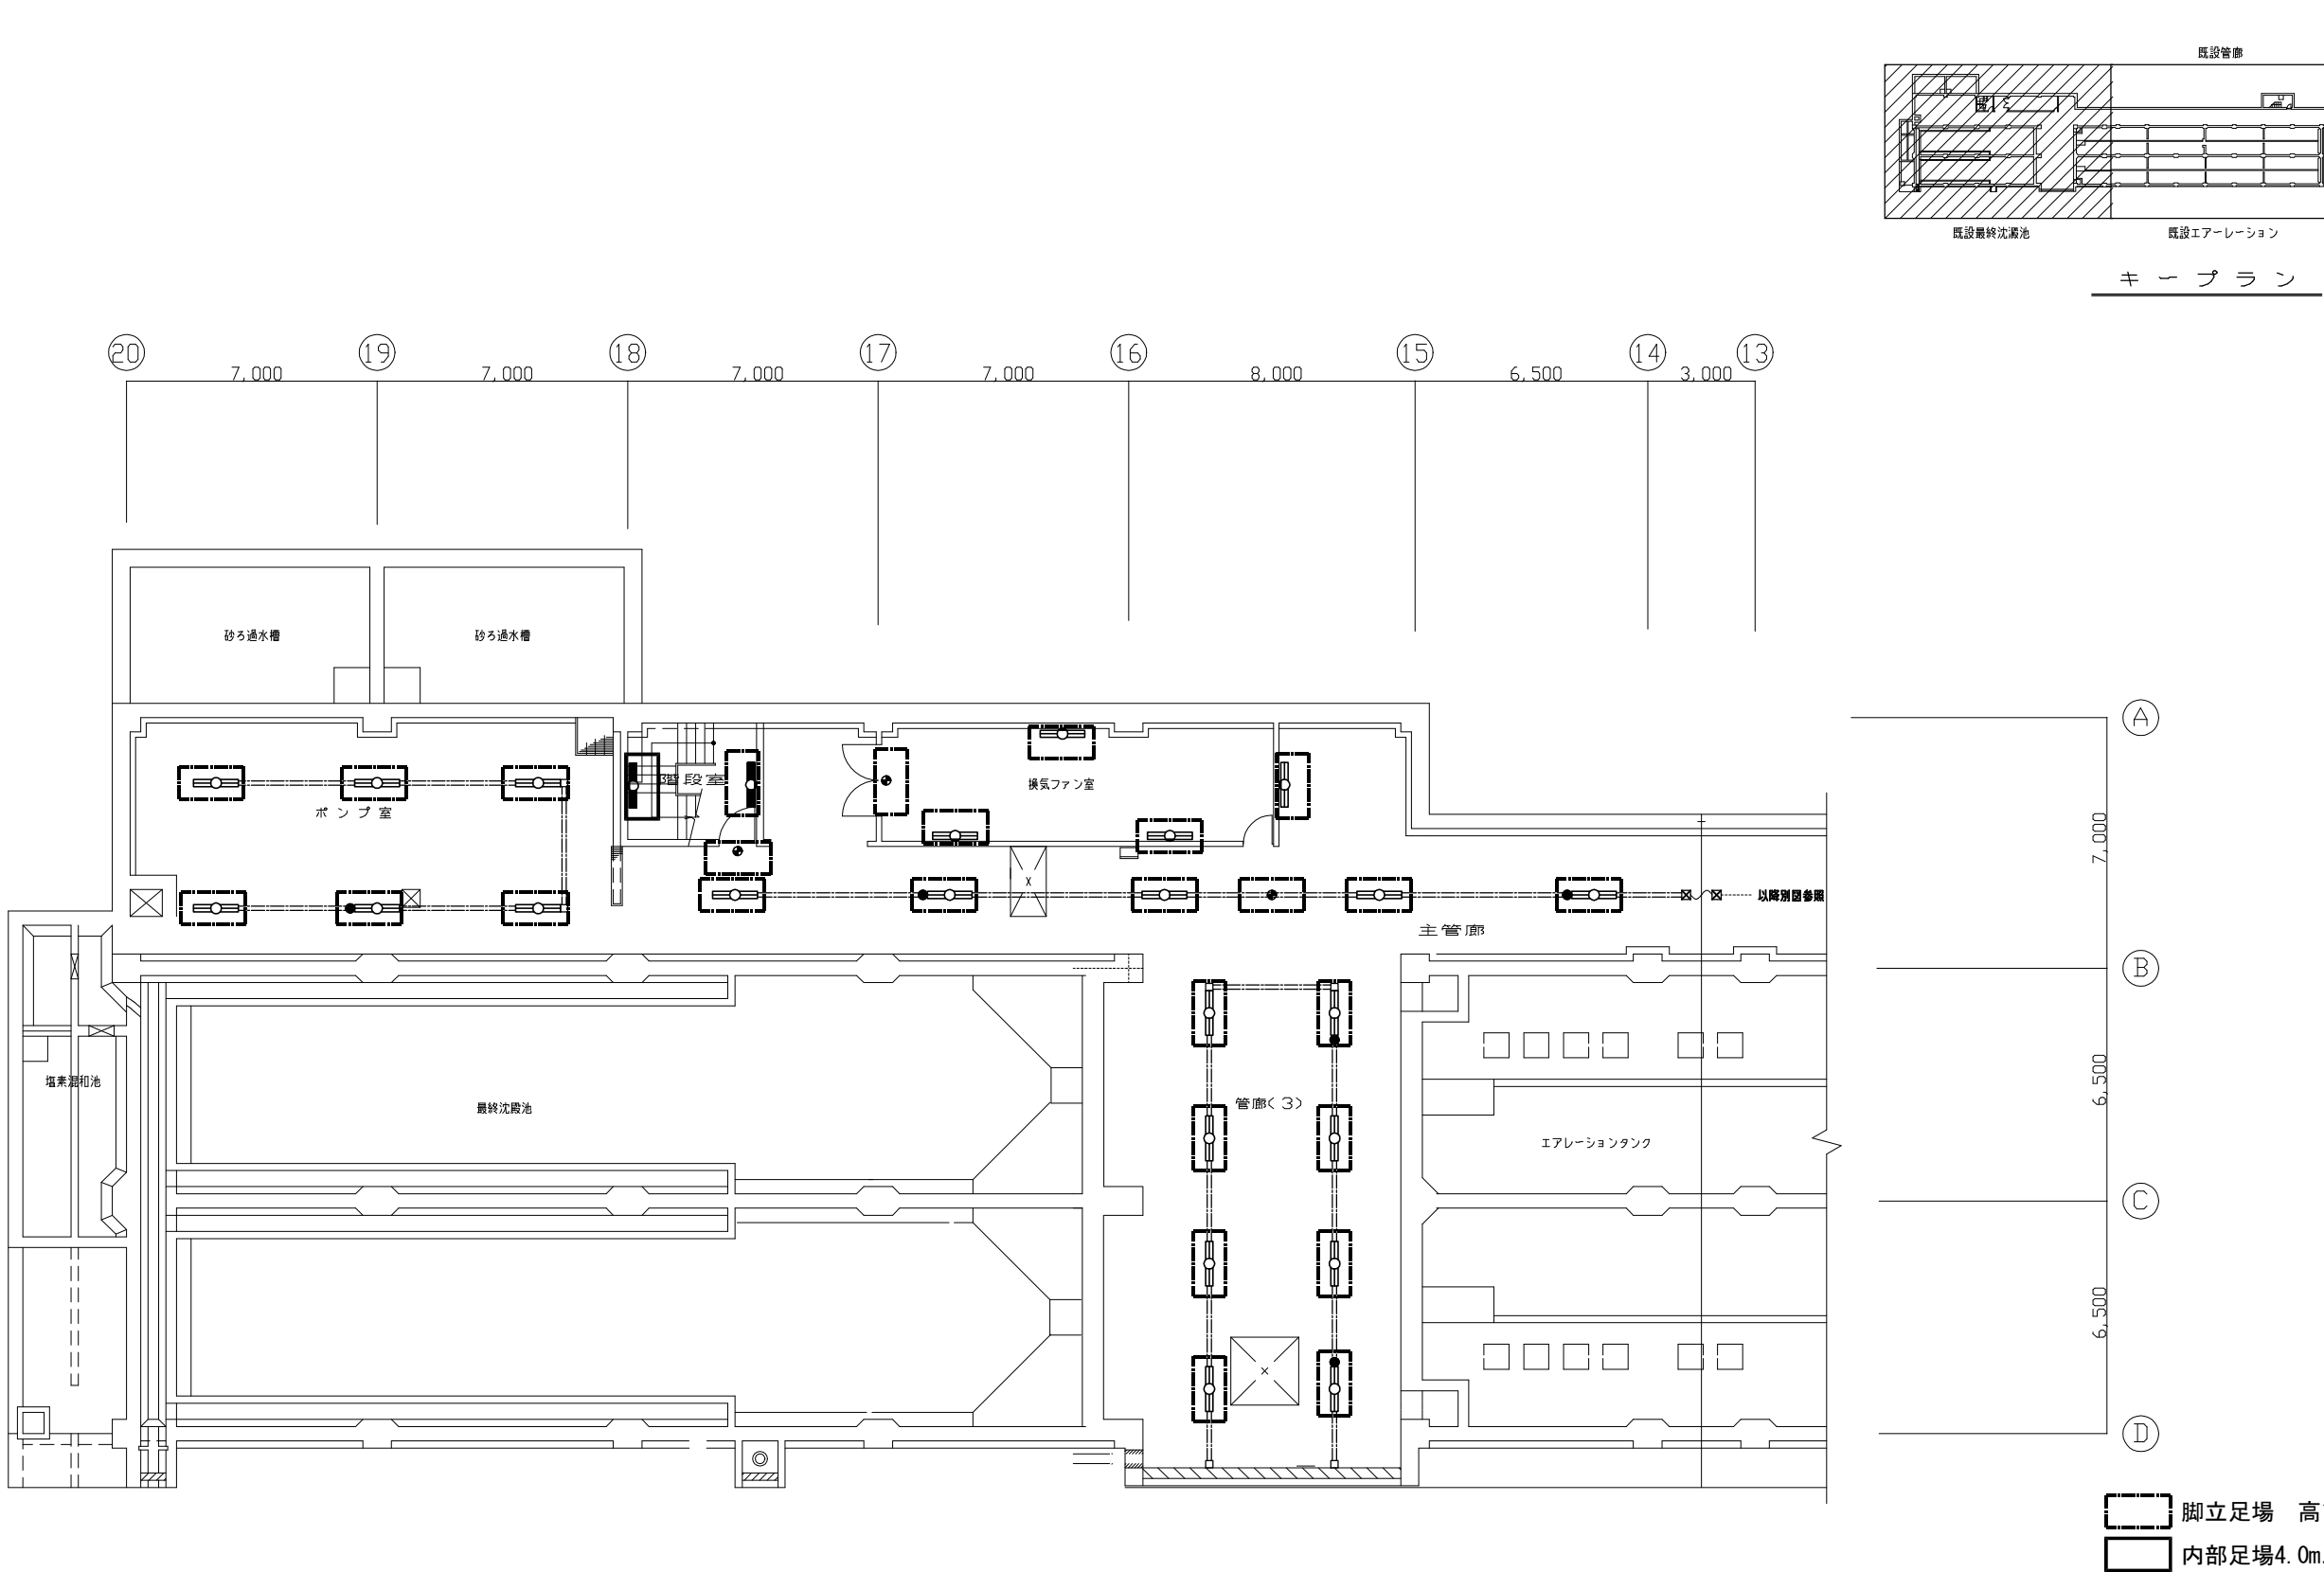 既設管廊
既設最終沈澱池
既設エアーレーション
キープラン
20 19 18 17 16 15 14 13
7,000 7,000 7,000 7,000 8,000 6,500 3,000
砂ろ過水槽 砂ろ過水槽
A
階段室
換気ファン室
ポンプ室
7,000
以降別図参照
主管廊
B
塩素混和池
最終沈殿池
管廊(3)
6,500
エアレーションタンク
C
6,500
D
脚立足場 高
内部足場4.0m